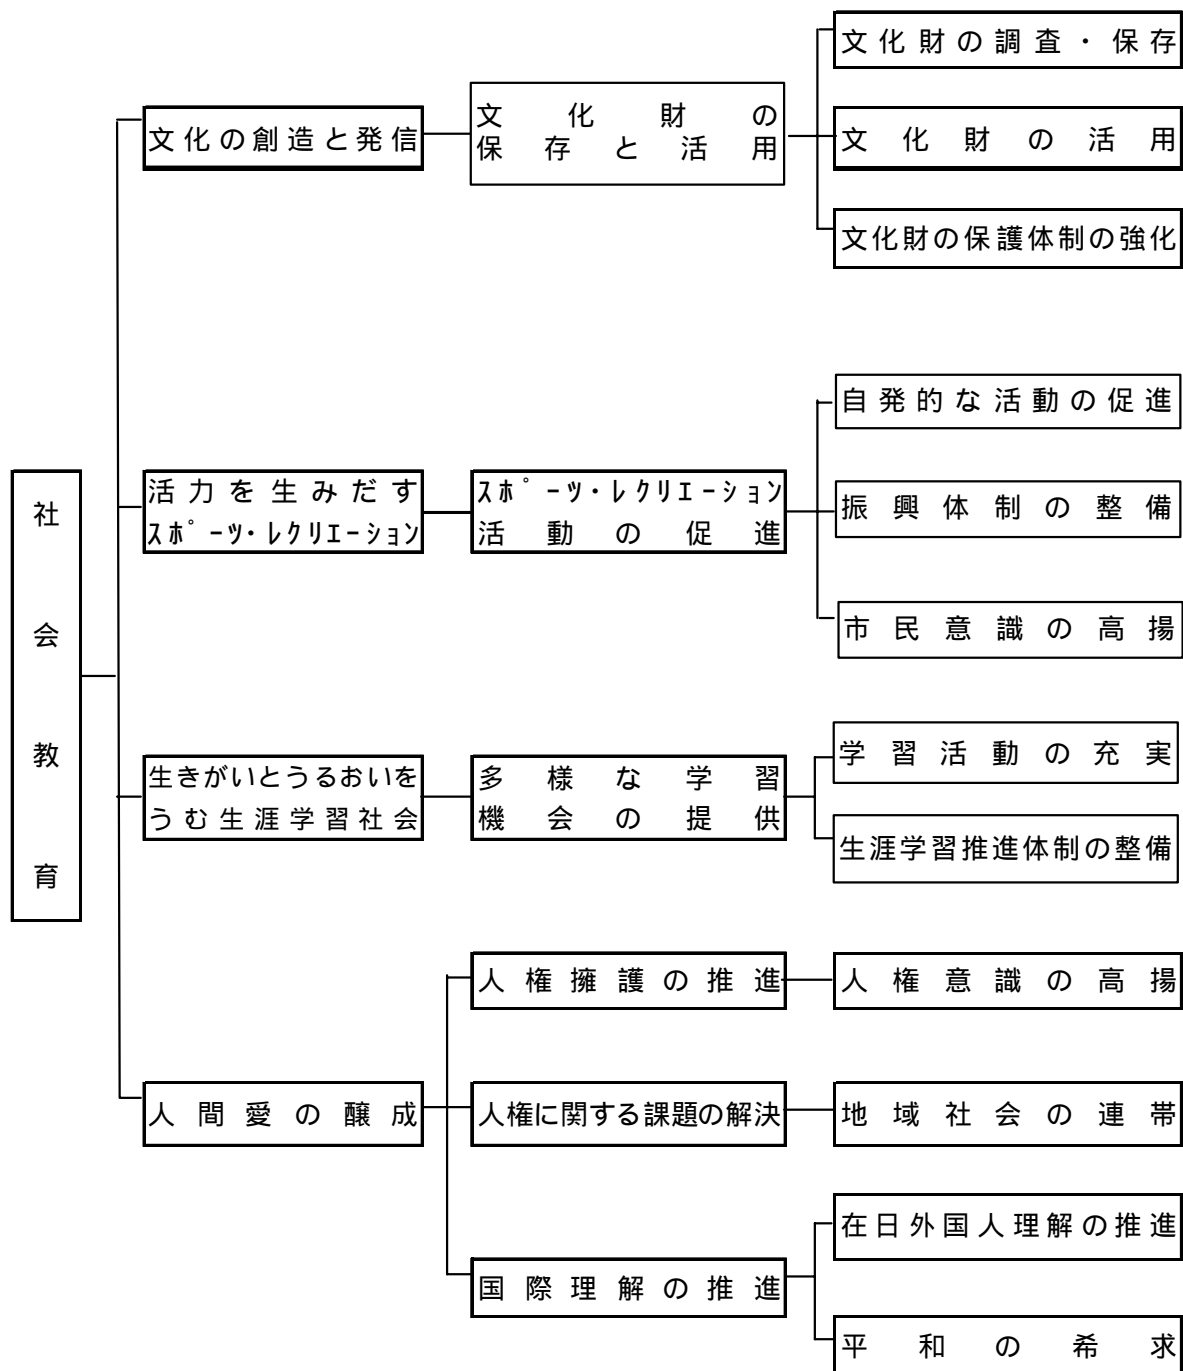 社会教育
文化の創造と発信
文化財の
保存と活用
文化財の調査・保存
文化財の活用
文化財の保護体制の強化
活力を生みだす
ｽﾎﾟｰﾂ・ﾚｸﾘｴｰｼｮﾝ
ｽﾎﾟｰﾂ・ﾚｸﾘｴｰｼｮﾝ
活動の促進
自発的な活動の促進
振興体制の整備
市民意識の高揚
生きがいとうるおいを
うむ生涯学習社会
多様な学習
機会の提供
学習活動の充実
生涯学習推進体制の整備
人間愛の醸成
人権擁護の推進
人権意識の高揚
人権に関する課題の解決
地域社会の連帯
国際理解の推進
在日外国人理解の推進
平和の希求